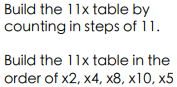 Build the 11x table by
counting in steps of 11.
Build the 11x table in the
order of x2, x4, x8, x10, x5